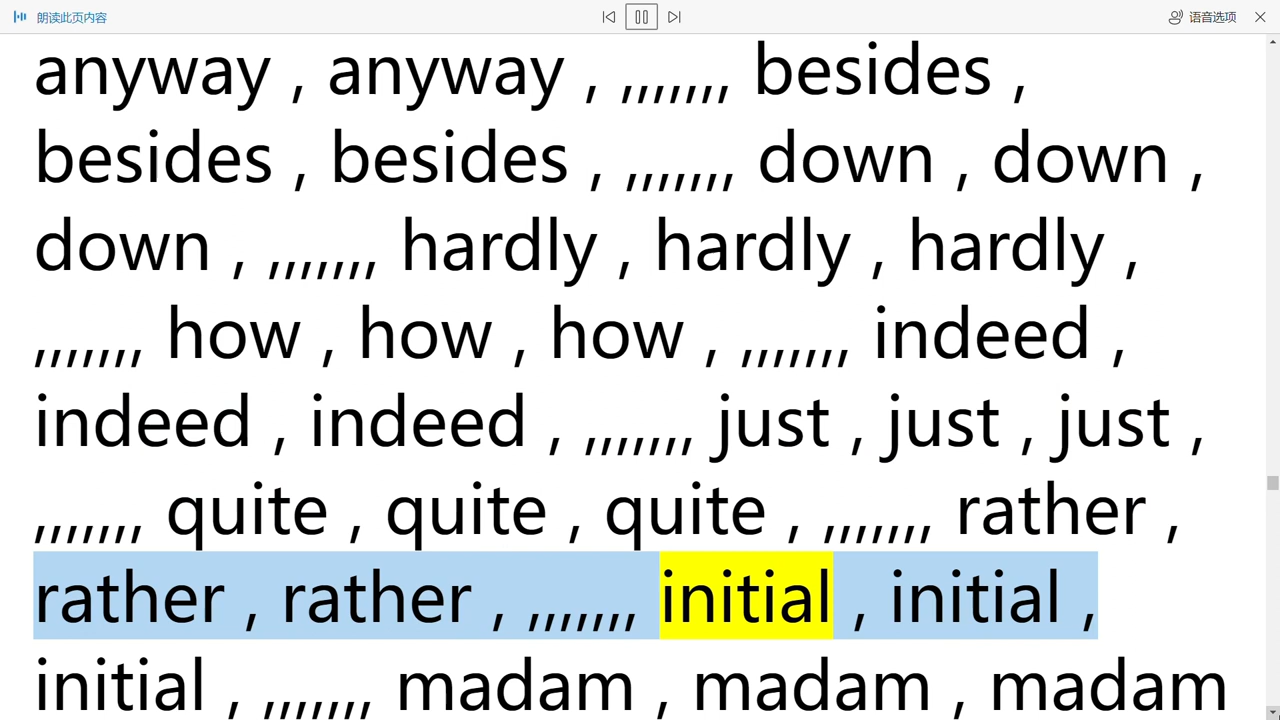 朗读此页内容 语音选项
anyway , anyway , ,,,,,,, besides ,
besides , besides , ,,,,,,, down , down ,
down , ,,,,,,, hardly , hardly , hardly ,
,,,,,,, how , how , how , ,,,,,,, indeed ,
indeed , indeed , ,,,,,,, just , just , just ,
,,,,,,, quite , quite , quite , ,,,,,,, rather ,
rather , rather , ,,,,,,, initial , initial ,
initial , ,,,,,,, madam , madam , madam